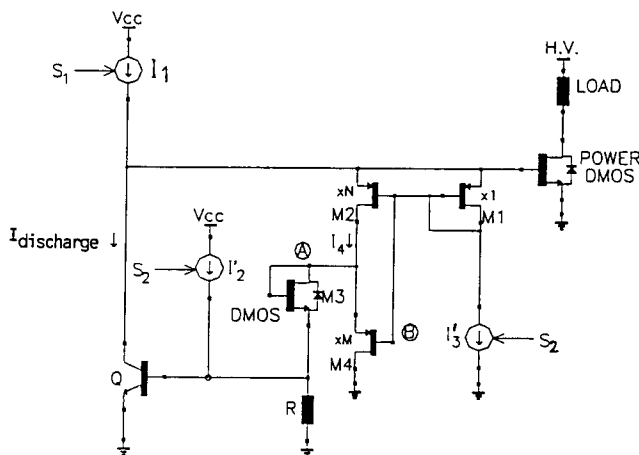 Vcc
S1
I1
H.V.
LOAD
POWER
DMOS
xN
x1
M2
M1
Idischarge ↓
Vcc
S2
I'2
I4↓
A
M3
DMOS
xM
B
M4
I'3
S2
Q
R